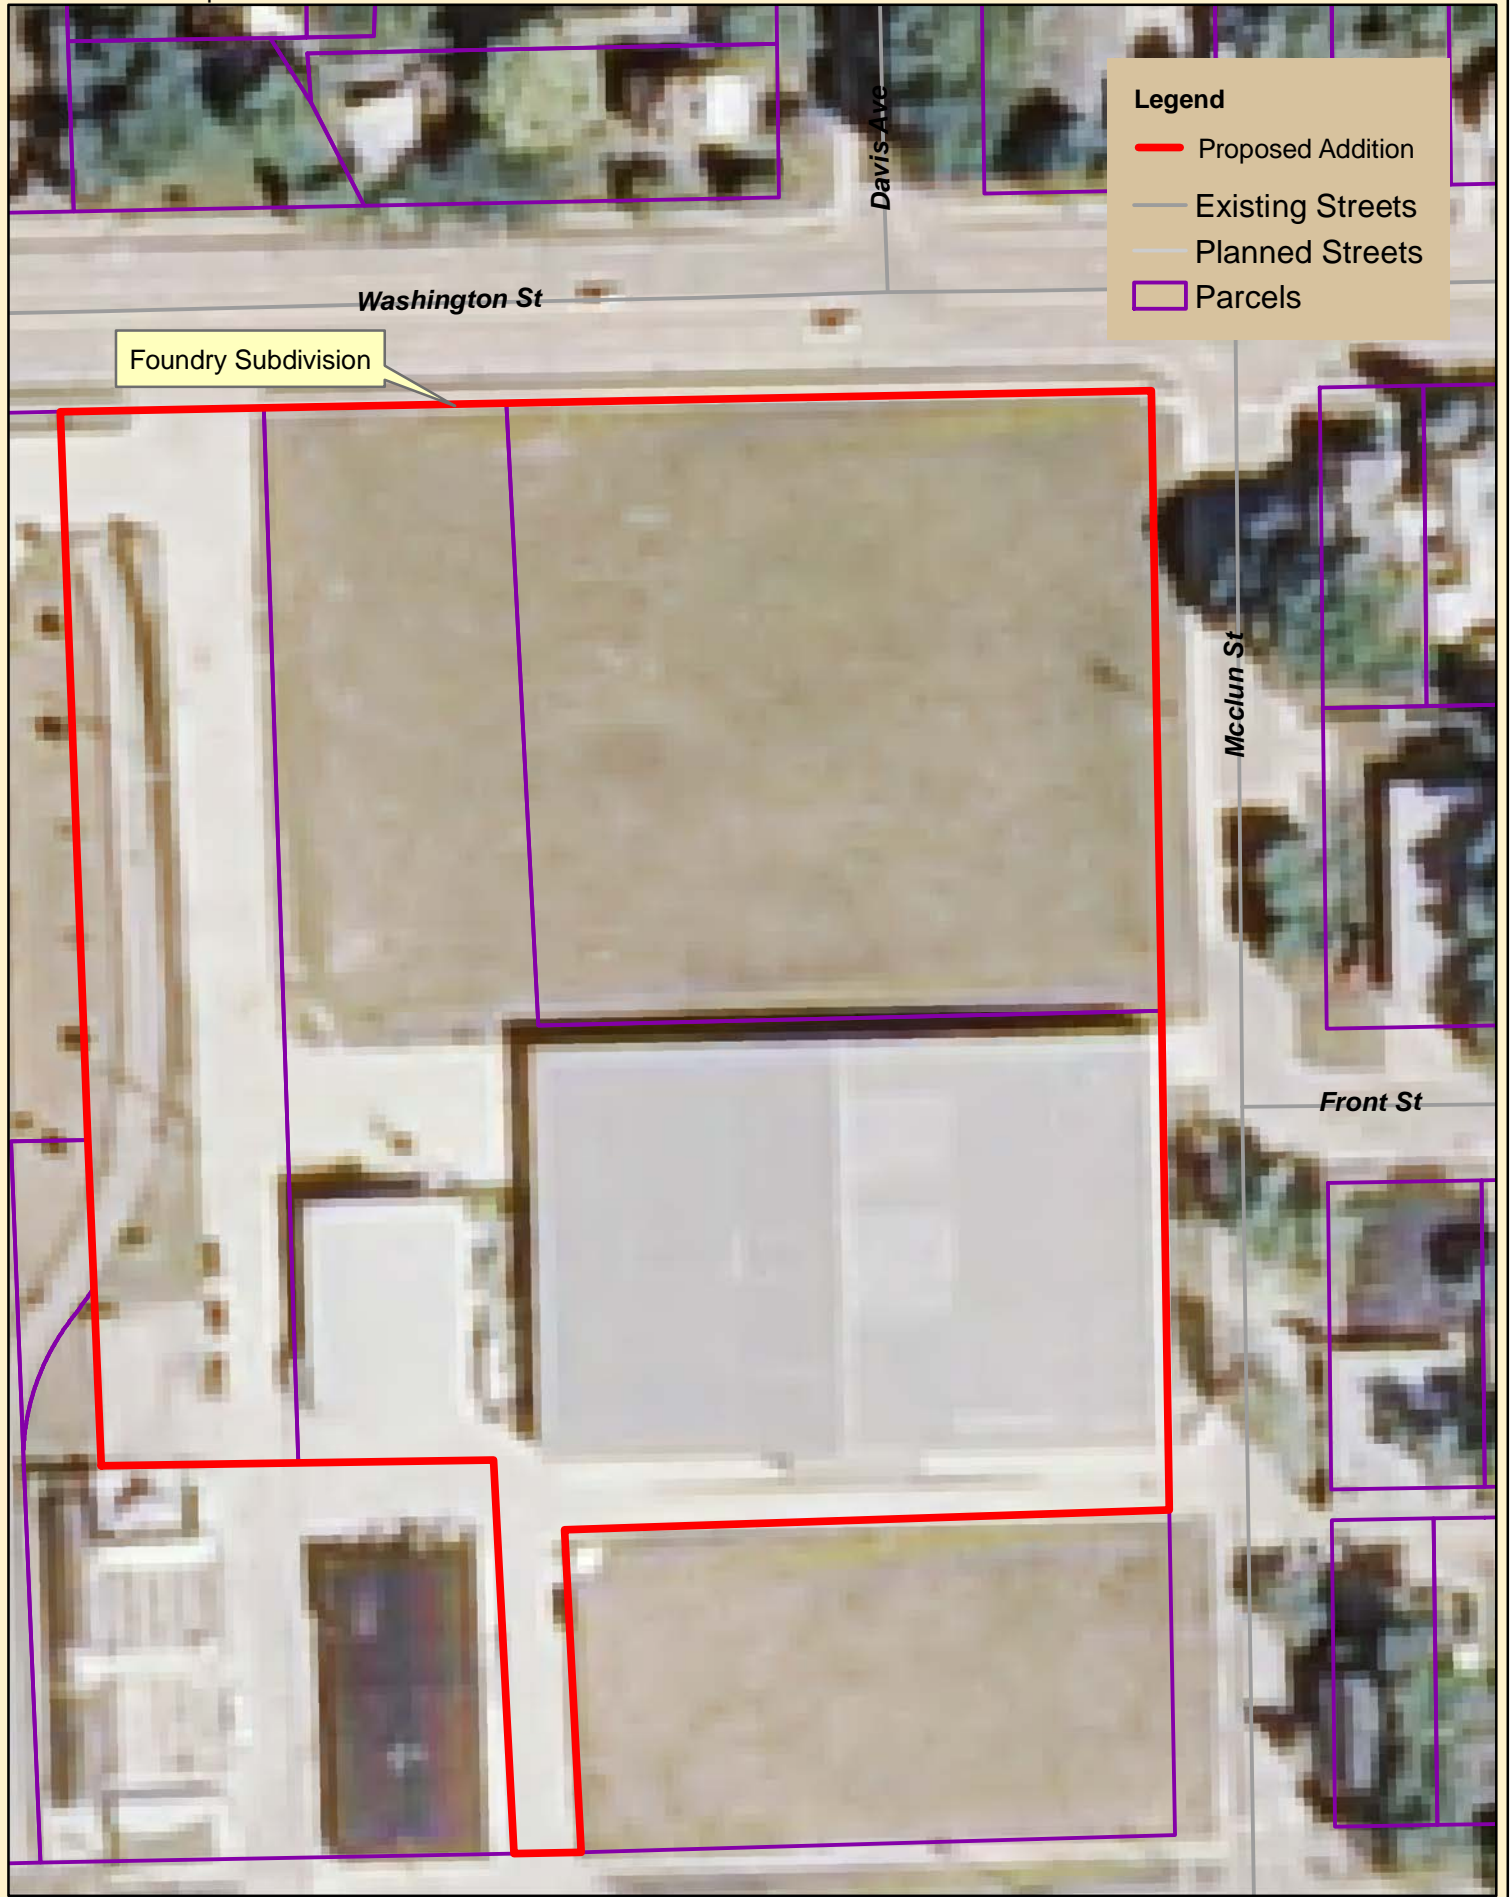 Davis Ave
Legend
Proposed Addition
Existing Streets
Planned Streets
Parcels
Washington St
Foundry Subdivision
Mcclun St
Front St